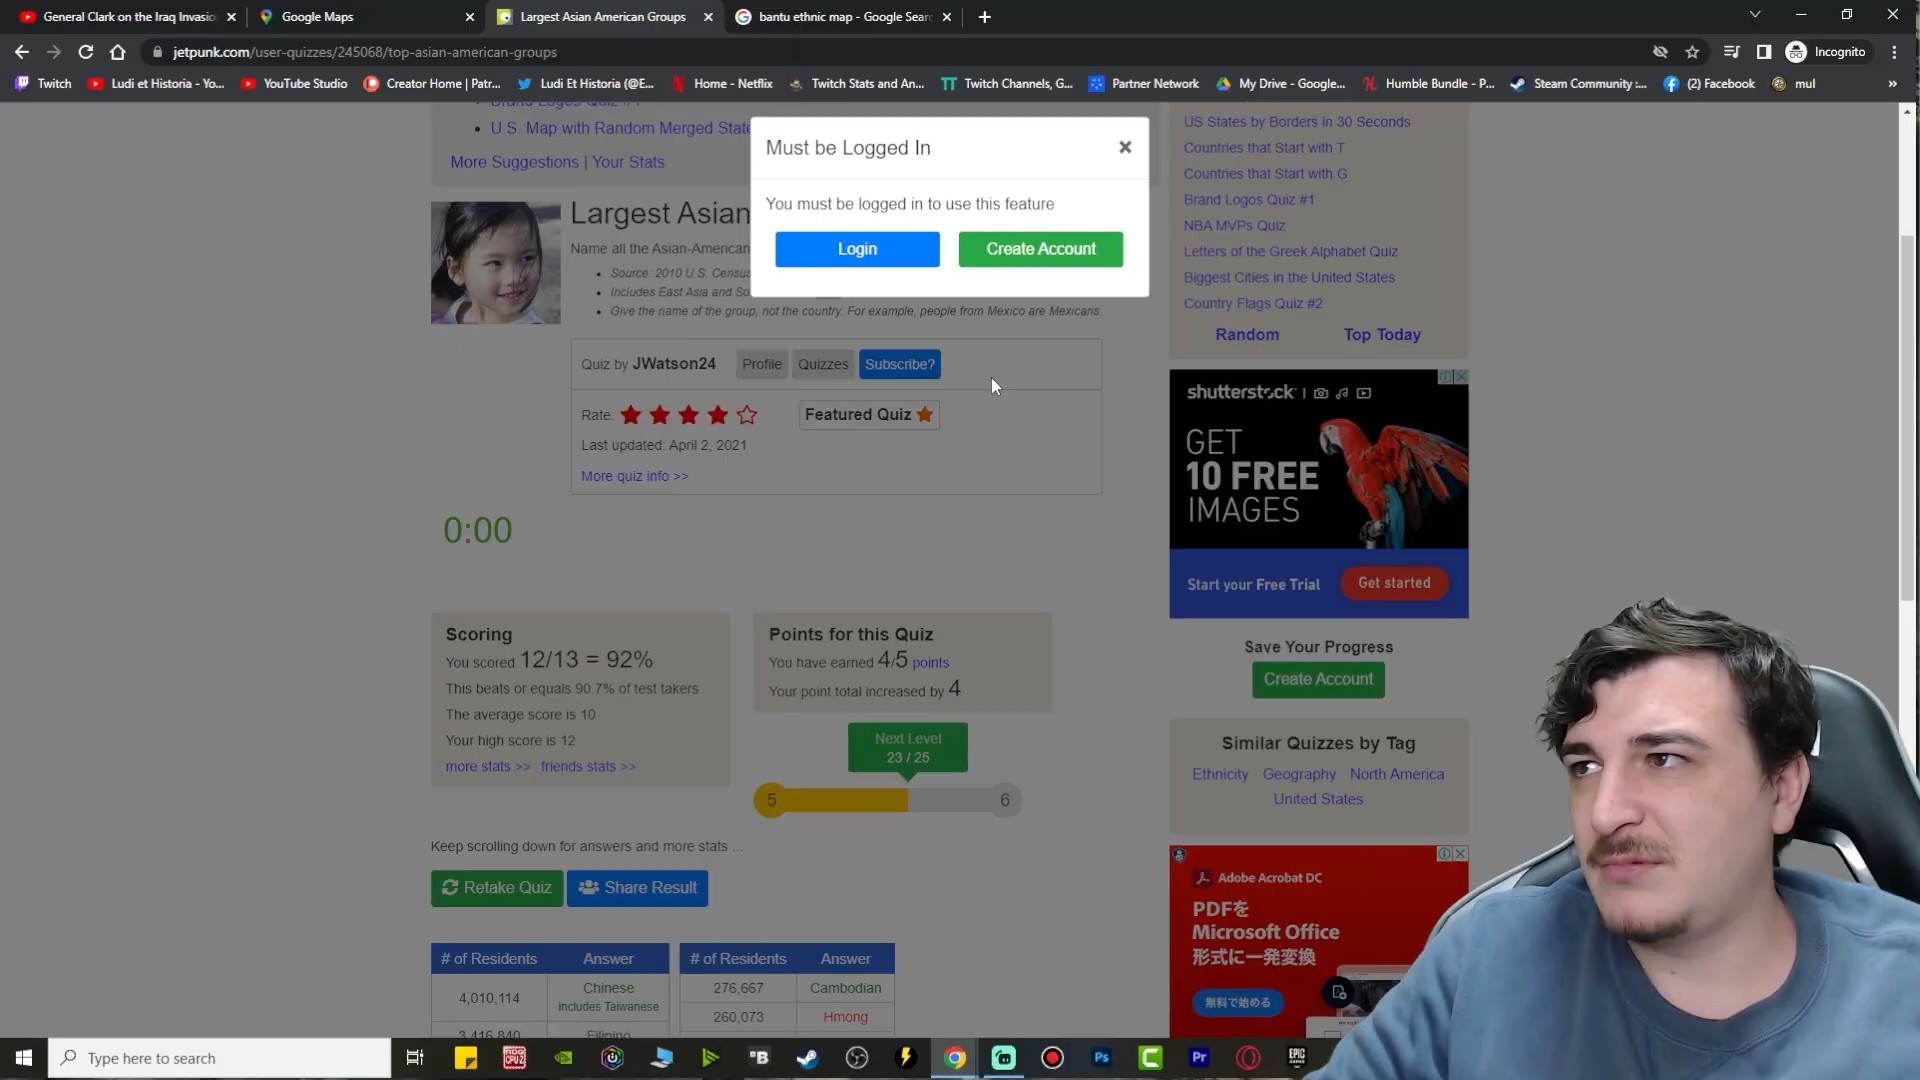 General Clark on the Iraq Invasio
Google Maps
Largest Asian American Groups
bantu ethnic map - Google Sear
jetpunk.com/user-quizzes/245068/top-asian-american-groups
Incognito
Twitch
Ludi et Historia - Yo...
YouTube Studio
Creator Home | Patr...
Ludi Et Historia (@E...
Home - Netflix
Twitch Stats and An...
Twitch Channels, G...
Partner Network
My Drive - Google...
Humble Bundle - P...
Steam Community :...
(2) Facebook
mul
»
Brand Logos Quiz #1
U.S. Map with Random Merged State
More Suggestions | Your Stats
Must be Logged In
You must be logged in to use this feature
Login
Create Account
Largest Asian
Name all the Asian-American
Source: 2010 U.S. Census
Includes East Asia and So
Give the name of the group, not the country. For example, people from Mexico are Mexicans.
Quiz by JWatson24
Profile
Quizzes
Subscribe?
Rate:
Featured Quiz
Last updated: April 2, 2021
More quiz info >>
0:00
Scoring
You scored 12/13 = 92%
This beats or equals 90.7% of test takers
The average score is 10
Your high score is 12
more stats >> friends stats >>
Points for this Quiz
You have earned 4/5 points
Your point total increased by 4
Next Level
23 / 25
5
6
Keep scrolling down for answers and more stats ...
Retake Quiz
Share Result
# of Residents Answer
4,010,114 Chinese
includes Taiwanese
3,416,840 Filipino
# of Residents Answer
276,667 Cambodian
260,073 Hmong
US States by Borders in 30 Seconds
Countries that Start with T
Countries that Start with G
Brand Logos Quiz #1
NBA MVPs Quiz
Letters of the Greek Alphabet Quiz
Biggest Cities in the United States
Country Flags Quiz #2
Random
Top Today
shutterstock
GET
10 FREE
IMAGES
Start your Free Trial
Get started
Save Your Progress
Create Account
Similar Quizzes by Tag
Ethnicity Geography North America
United States
Adobe Acrobat DC
PDFを
Microsoft Office
形式に一発変換
無料で始める
Type here to search
CPU-Z
B
Ps
C
Pr
EPIC
GAMES